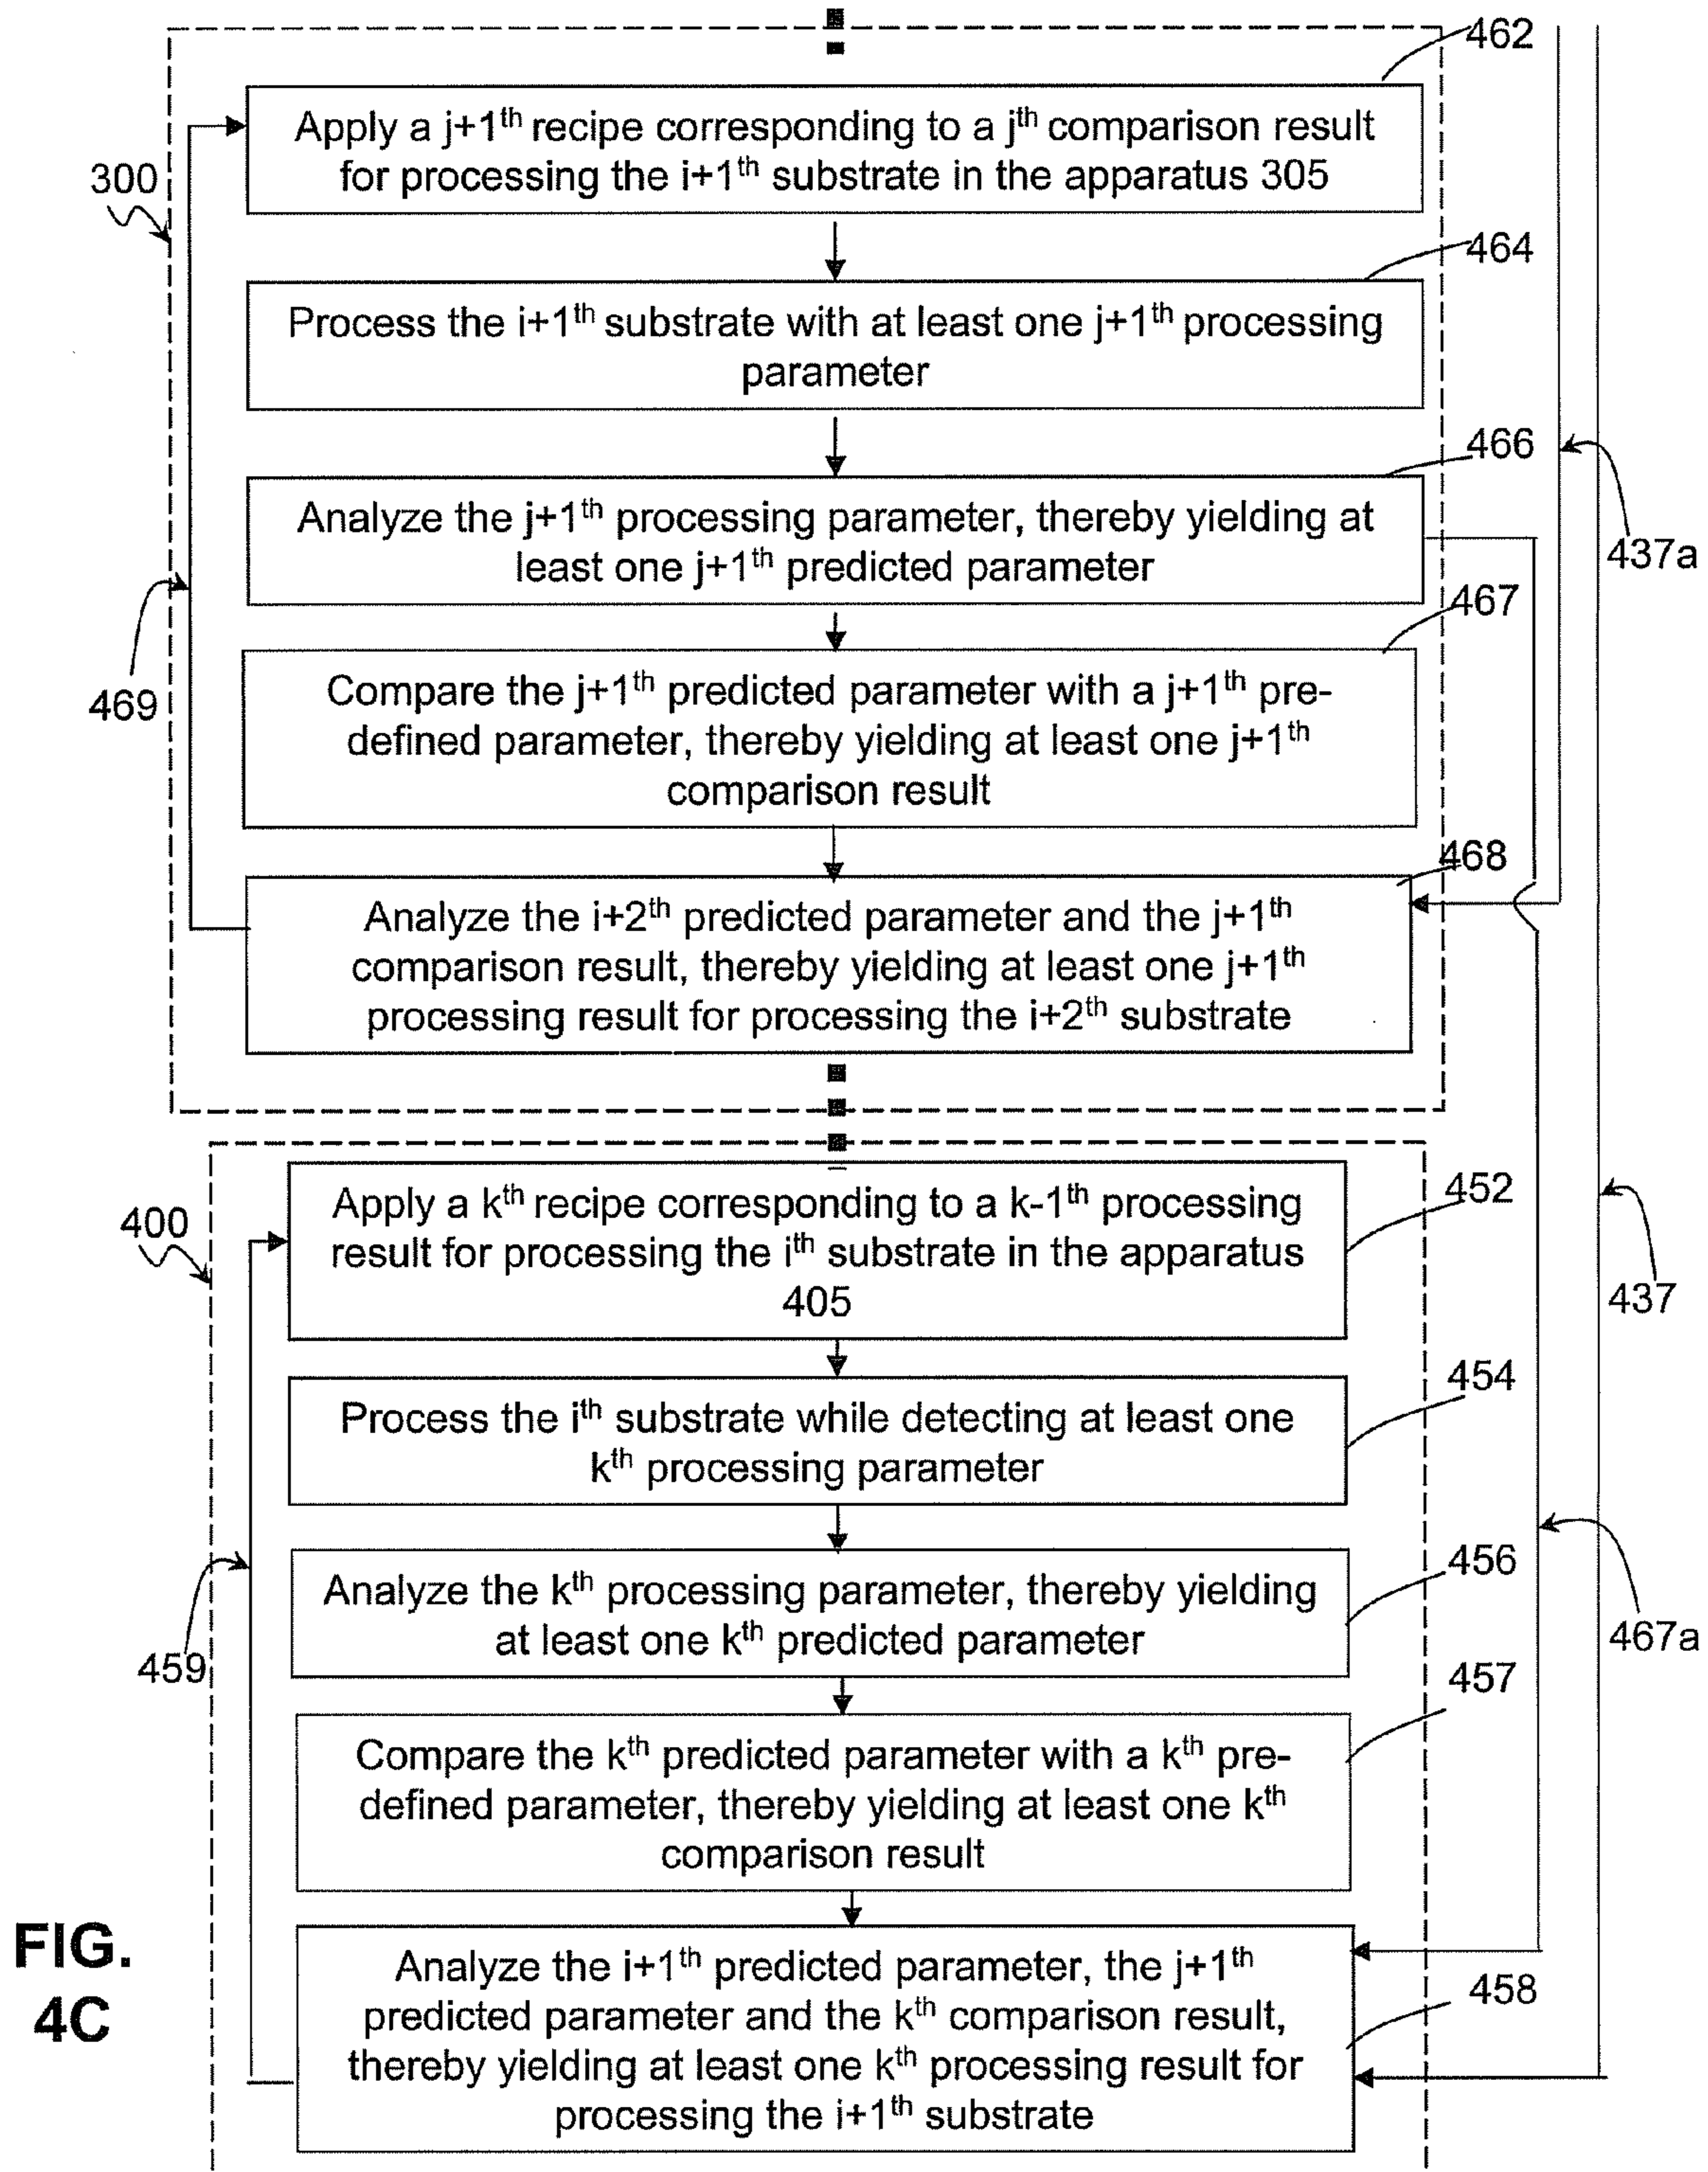 462
Apply a j+1th recipe corresponding to a jth comparison result
for processing the i+1th substrate in the apparatus 305
300
464
Process the i+1th substrate with at least one j+1th processing
parameter
466
Analyze the j+1th processing parameter, thereby yielding at
least one j+1th predicted parameter
437a
467
Compare the j+1th predicted parameter with a j+1th pre-
defined parameter, thereby yielding at least one j+1th
comparison result
469
468
Analyze the i+2th predicted parameter and the j+1th
comparison result, thereby yielding at least one j+1th
processing result for processing the i+2th substrate
452
Apply a kth recipe corresponding to a k-1th processing
result for processing the ith substrate in the apparatus
405
400
437
454
Process the ith substrate while detecting at least one
kth processing parameter
456
Analyze the kth processing parameter, thereby yielding
at least one kth predicted parameter
467a
459
457
Compare the kth predicted parameter with a kth pre-
defined parameter, thereby yielding at least one kth
comparison result
FIG.
4C
Analyze the i+1th predicted parameter, the j+1th
predicted parameter and the kth comparison result,
thereby yielding at least one kth processing result for
processing the i+1th substrate
458